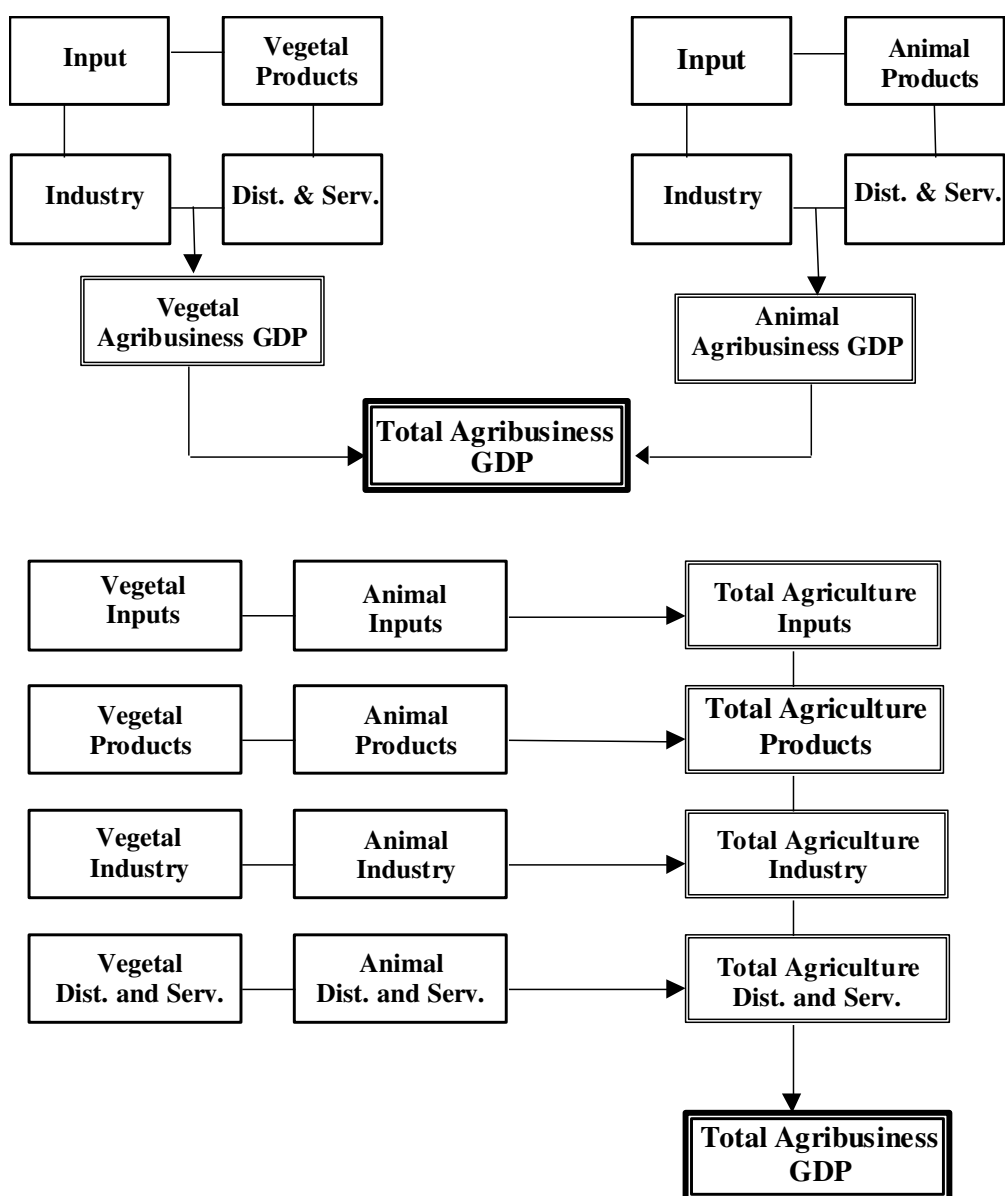 Input
Vegetal
Products
Industry
Dist. & Serv.
Vegetal
Agribusiness GDP
Input
Animal
Products
Industry
Dist. & Serv.
Animal
Agribusiness GDP
Total Agribusiness
GDP
Vegetal
Inputs
Animal
Inputs
Total Agriculture
Inputs
Vegetal
Products
Animal
Products
Total Agriculture
Products
Vegetal
Industry
Animal
Industry
Total Agriculture
Industry
Vegetal
Dist. and Serv.
Animal
Dist. and Serv.
Total Agriculture
Dist. and Serv.
Total Agribusiness
GDP